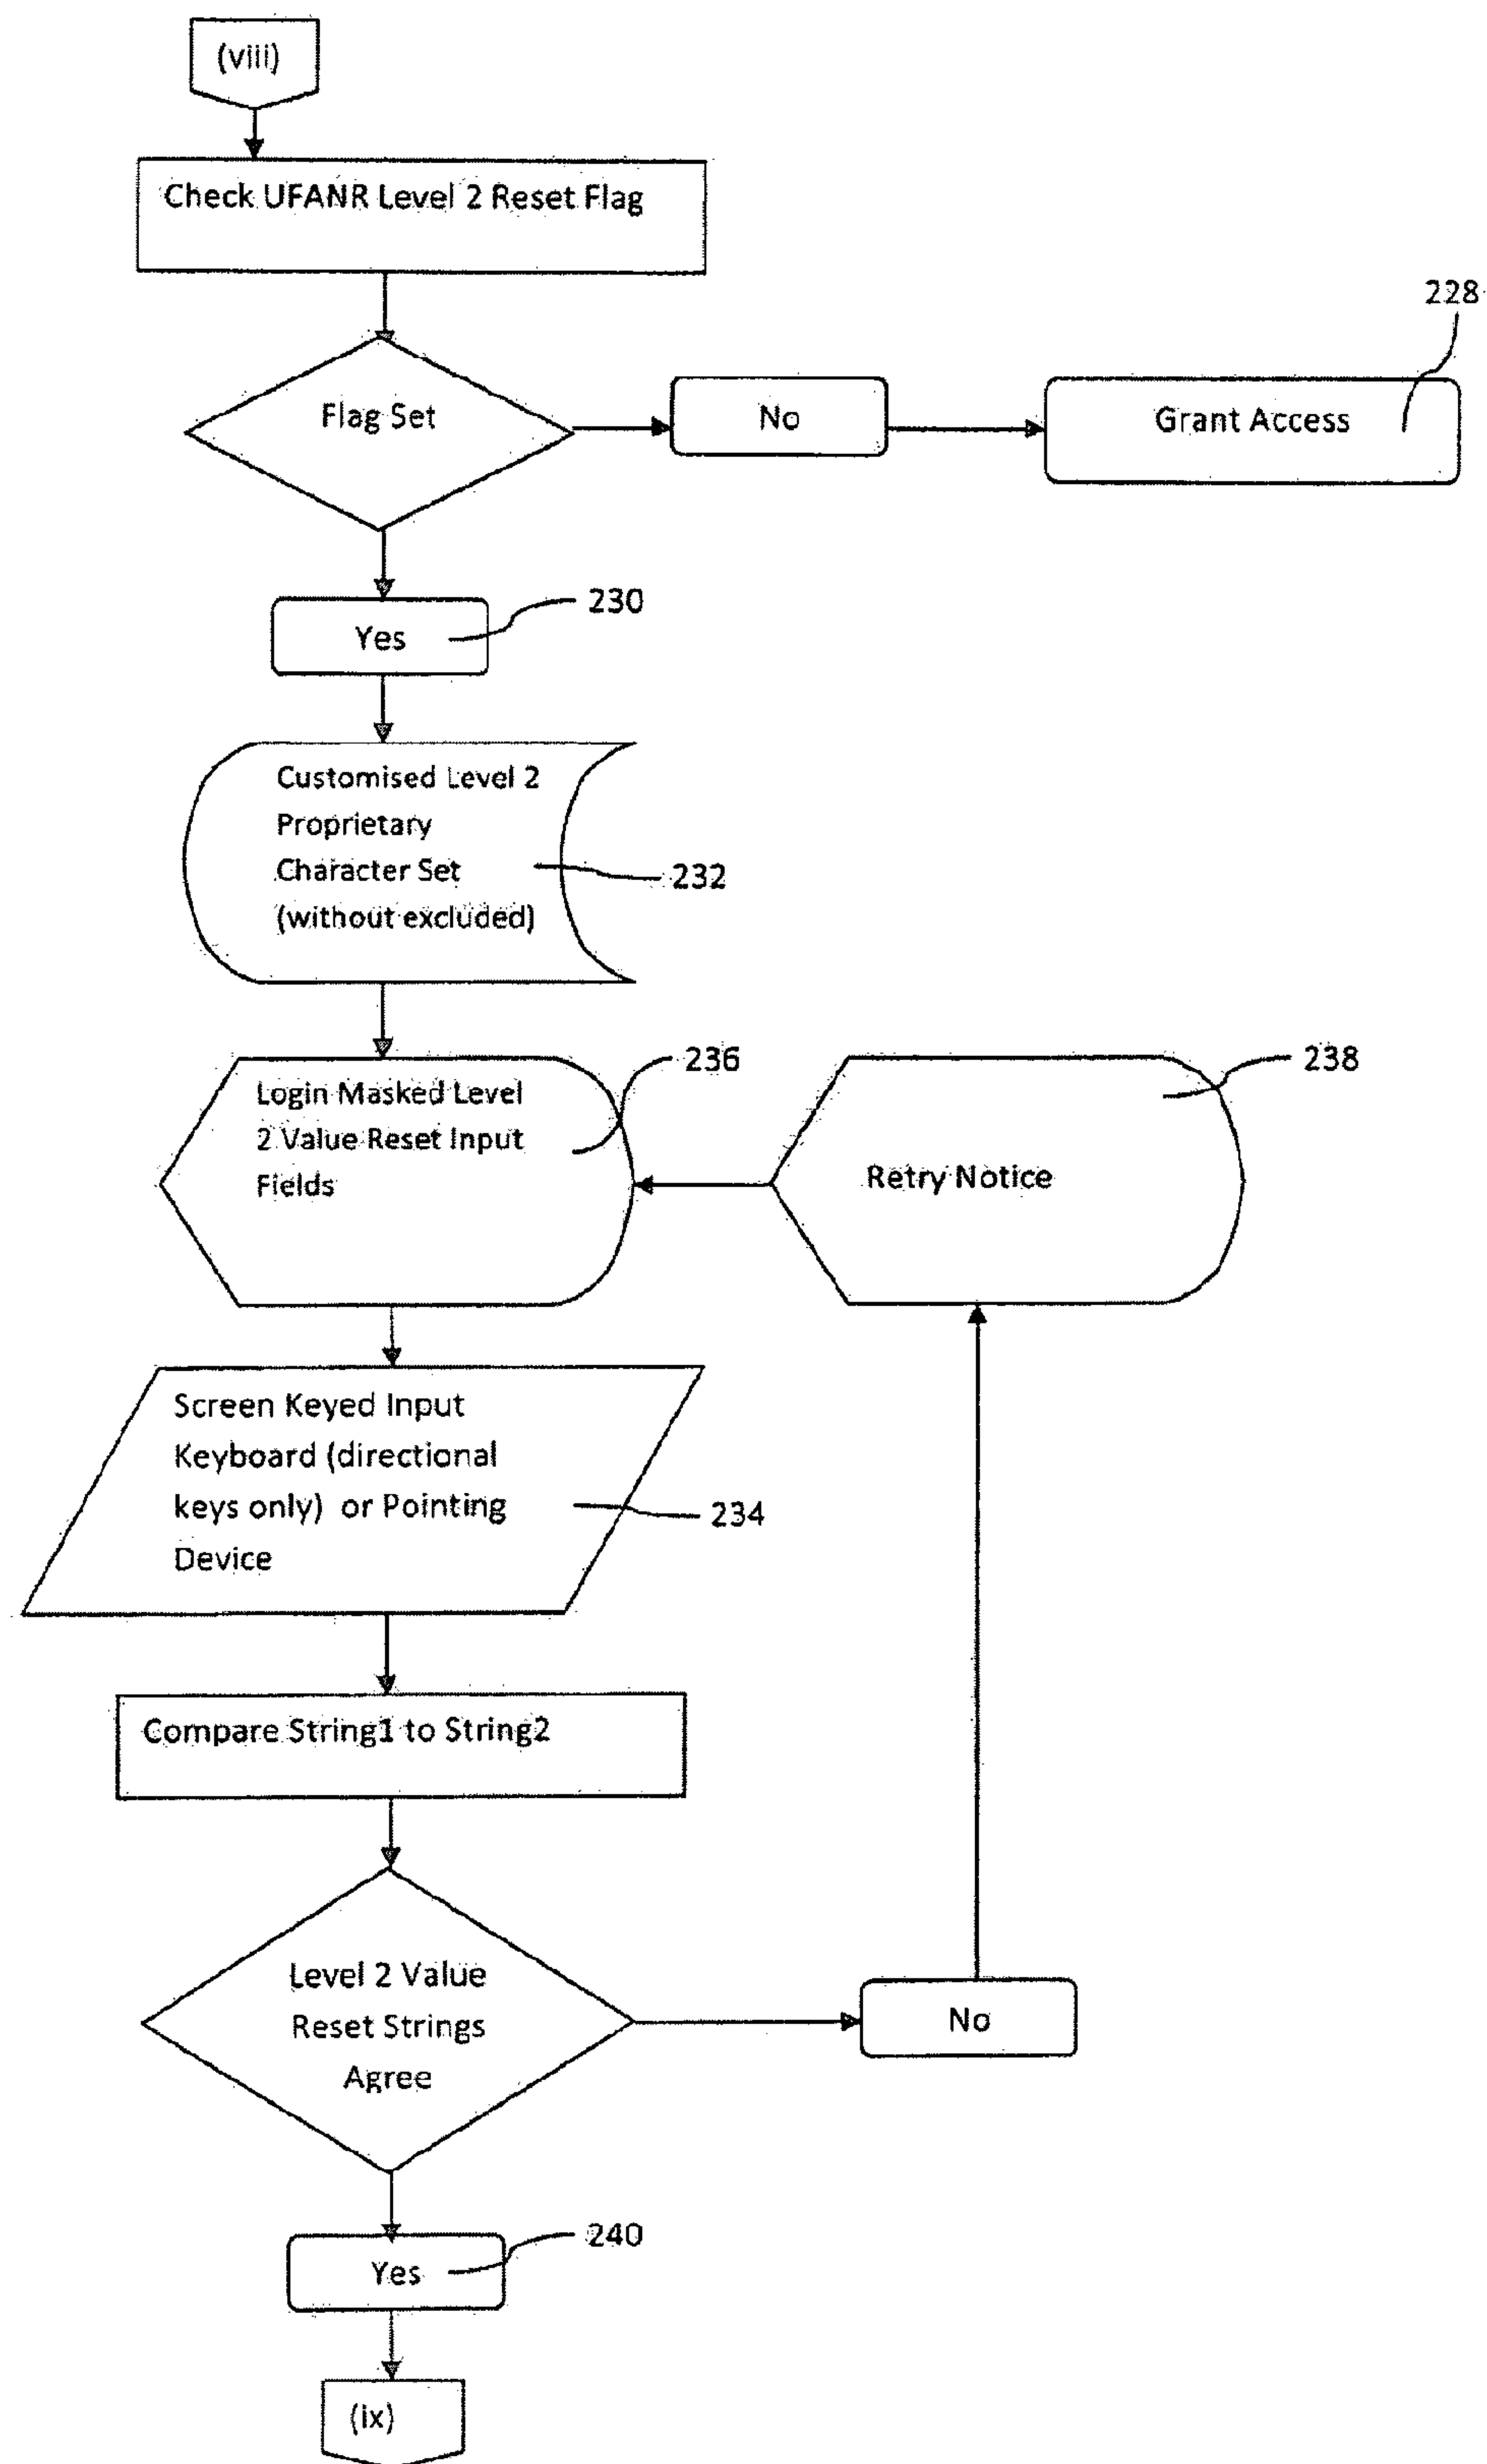 (viii)
Check UFANR Level 2 Reset Flag
228
Flag Set
No
Grant Access
230
Yes
Customised Level 2
Proprietary
Character Set
(without excluded)
232
236
238
Login Masked Level
2 Value Reset Input
Fields
Retry Notice
Screen Keyed Input
Keyboard (directional
keys only) or Pointing
Device
234
Compare String1 to String2
Level 2 Value
Reset Strings
Agree
No
240
Yes
(ix)